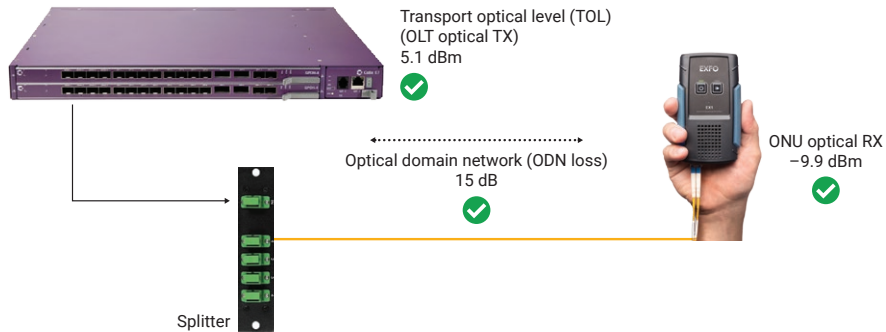 Transport optical level (TOL)
(OLT optical TX)
5.1 dBm
EXFO
ONU optical RX
–9.9 dBm
Optical domain network (ODN loss)
15 dB
Splitter